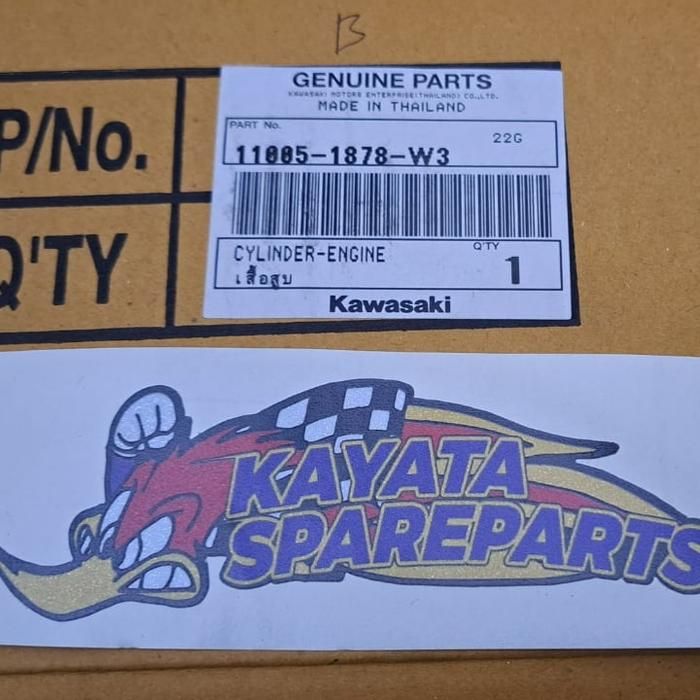 B
GENUINE PARTS
KAWASAKI MOTORS ENTERPRISE(THAILAND) CO.,LTD.
MADE IN THAILAND
P/No.
PART No.
22G
11005-1878-W3
Q'TY
CYLINDER-ENGINE
Q'TY
1
เสื้อสูบ
Kawasaki
KAYATA
SPAREPARTS